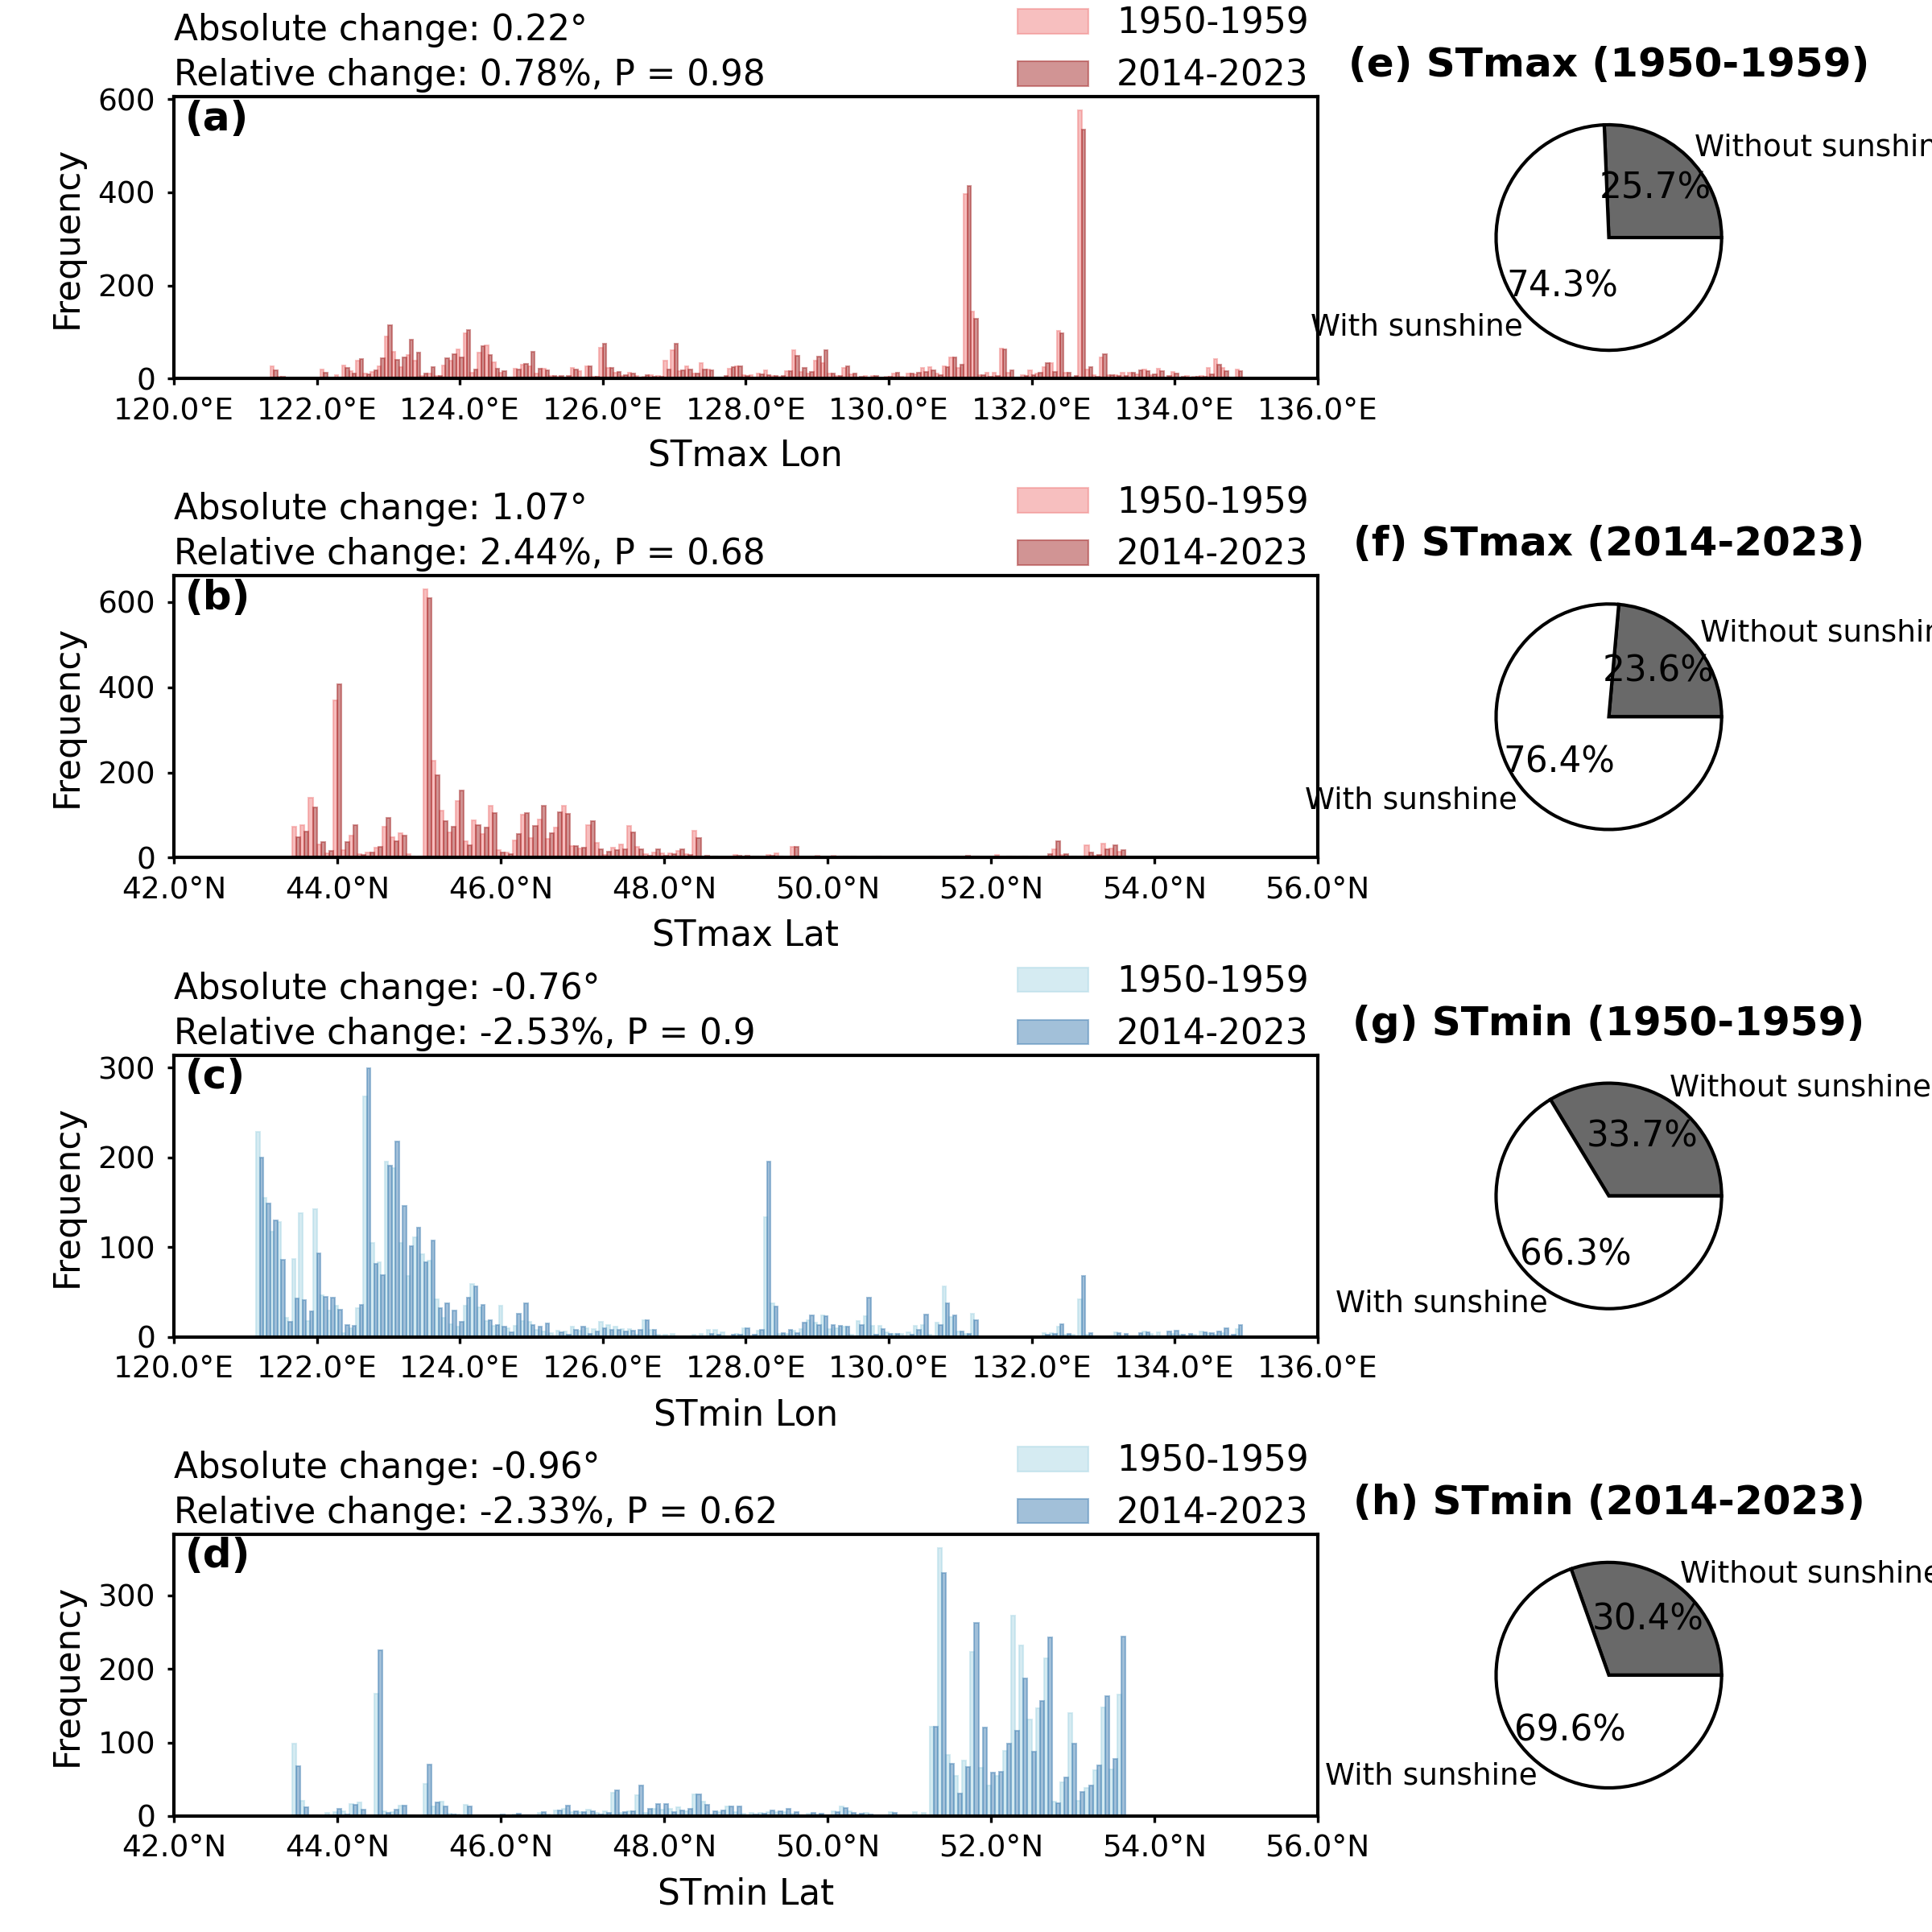 Absolute change: 0.22°
Relative change: 0.78%, P = 0.98
1950-1959
2014-2023
(a)
Frequency
600
400
200
0
120.0°E 122.0°E 124.0°E 126.0°E 128.0°E 130.0°E 132.0°E 134.0°E 136.0°E
STmax Lon
(e) STmax (1950-1959)
Without sunshin
25.7%
74.3%
With sunshine
Absolute change: 1.07°
Relative change: 2.44%, P = 0.68
1950-1959
2014-2023
(b)
Frequency
600
400
200
0
42.0°N 44.0°N 46.0°N 48.0°N 50.0°N 52.0°N 54.0°N 56.0°N
STmax Lat
(f) STmax (2014-2023)
Without sunshin
23.6%
76.4%
With sunshine
Absolute change: -0.76°
Relative change: -2.53%, P = 0.9
1950-1959
2014-2023
(c)
Frequency
300
200
100
0
120.0°E 122.0°E 124.0°E 126.0°E 128.0°E 130.0°E 132.0°E 134.0°E 136.0°E
STmin Lon
(g) STmin (1950-1959)
Without sunshine
33.7%
66.3%
With sunshine
Absolute change: -0.96°
Relative change: -2.33%, P = 0.62
1950-1959
2014-2023
(d)
Frequency
300
200
100
0
42.0°N 44.0°N 46.0°N 48.0°N 50.0°N 52.0°N 54.0°N 56.0°N
STmin Lat
(h) STmin (2014-2023)
Without sunshine
30.4%
69.6%
With sunshine